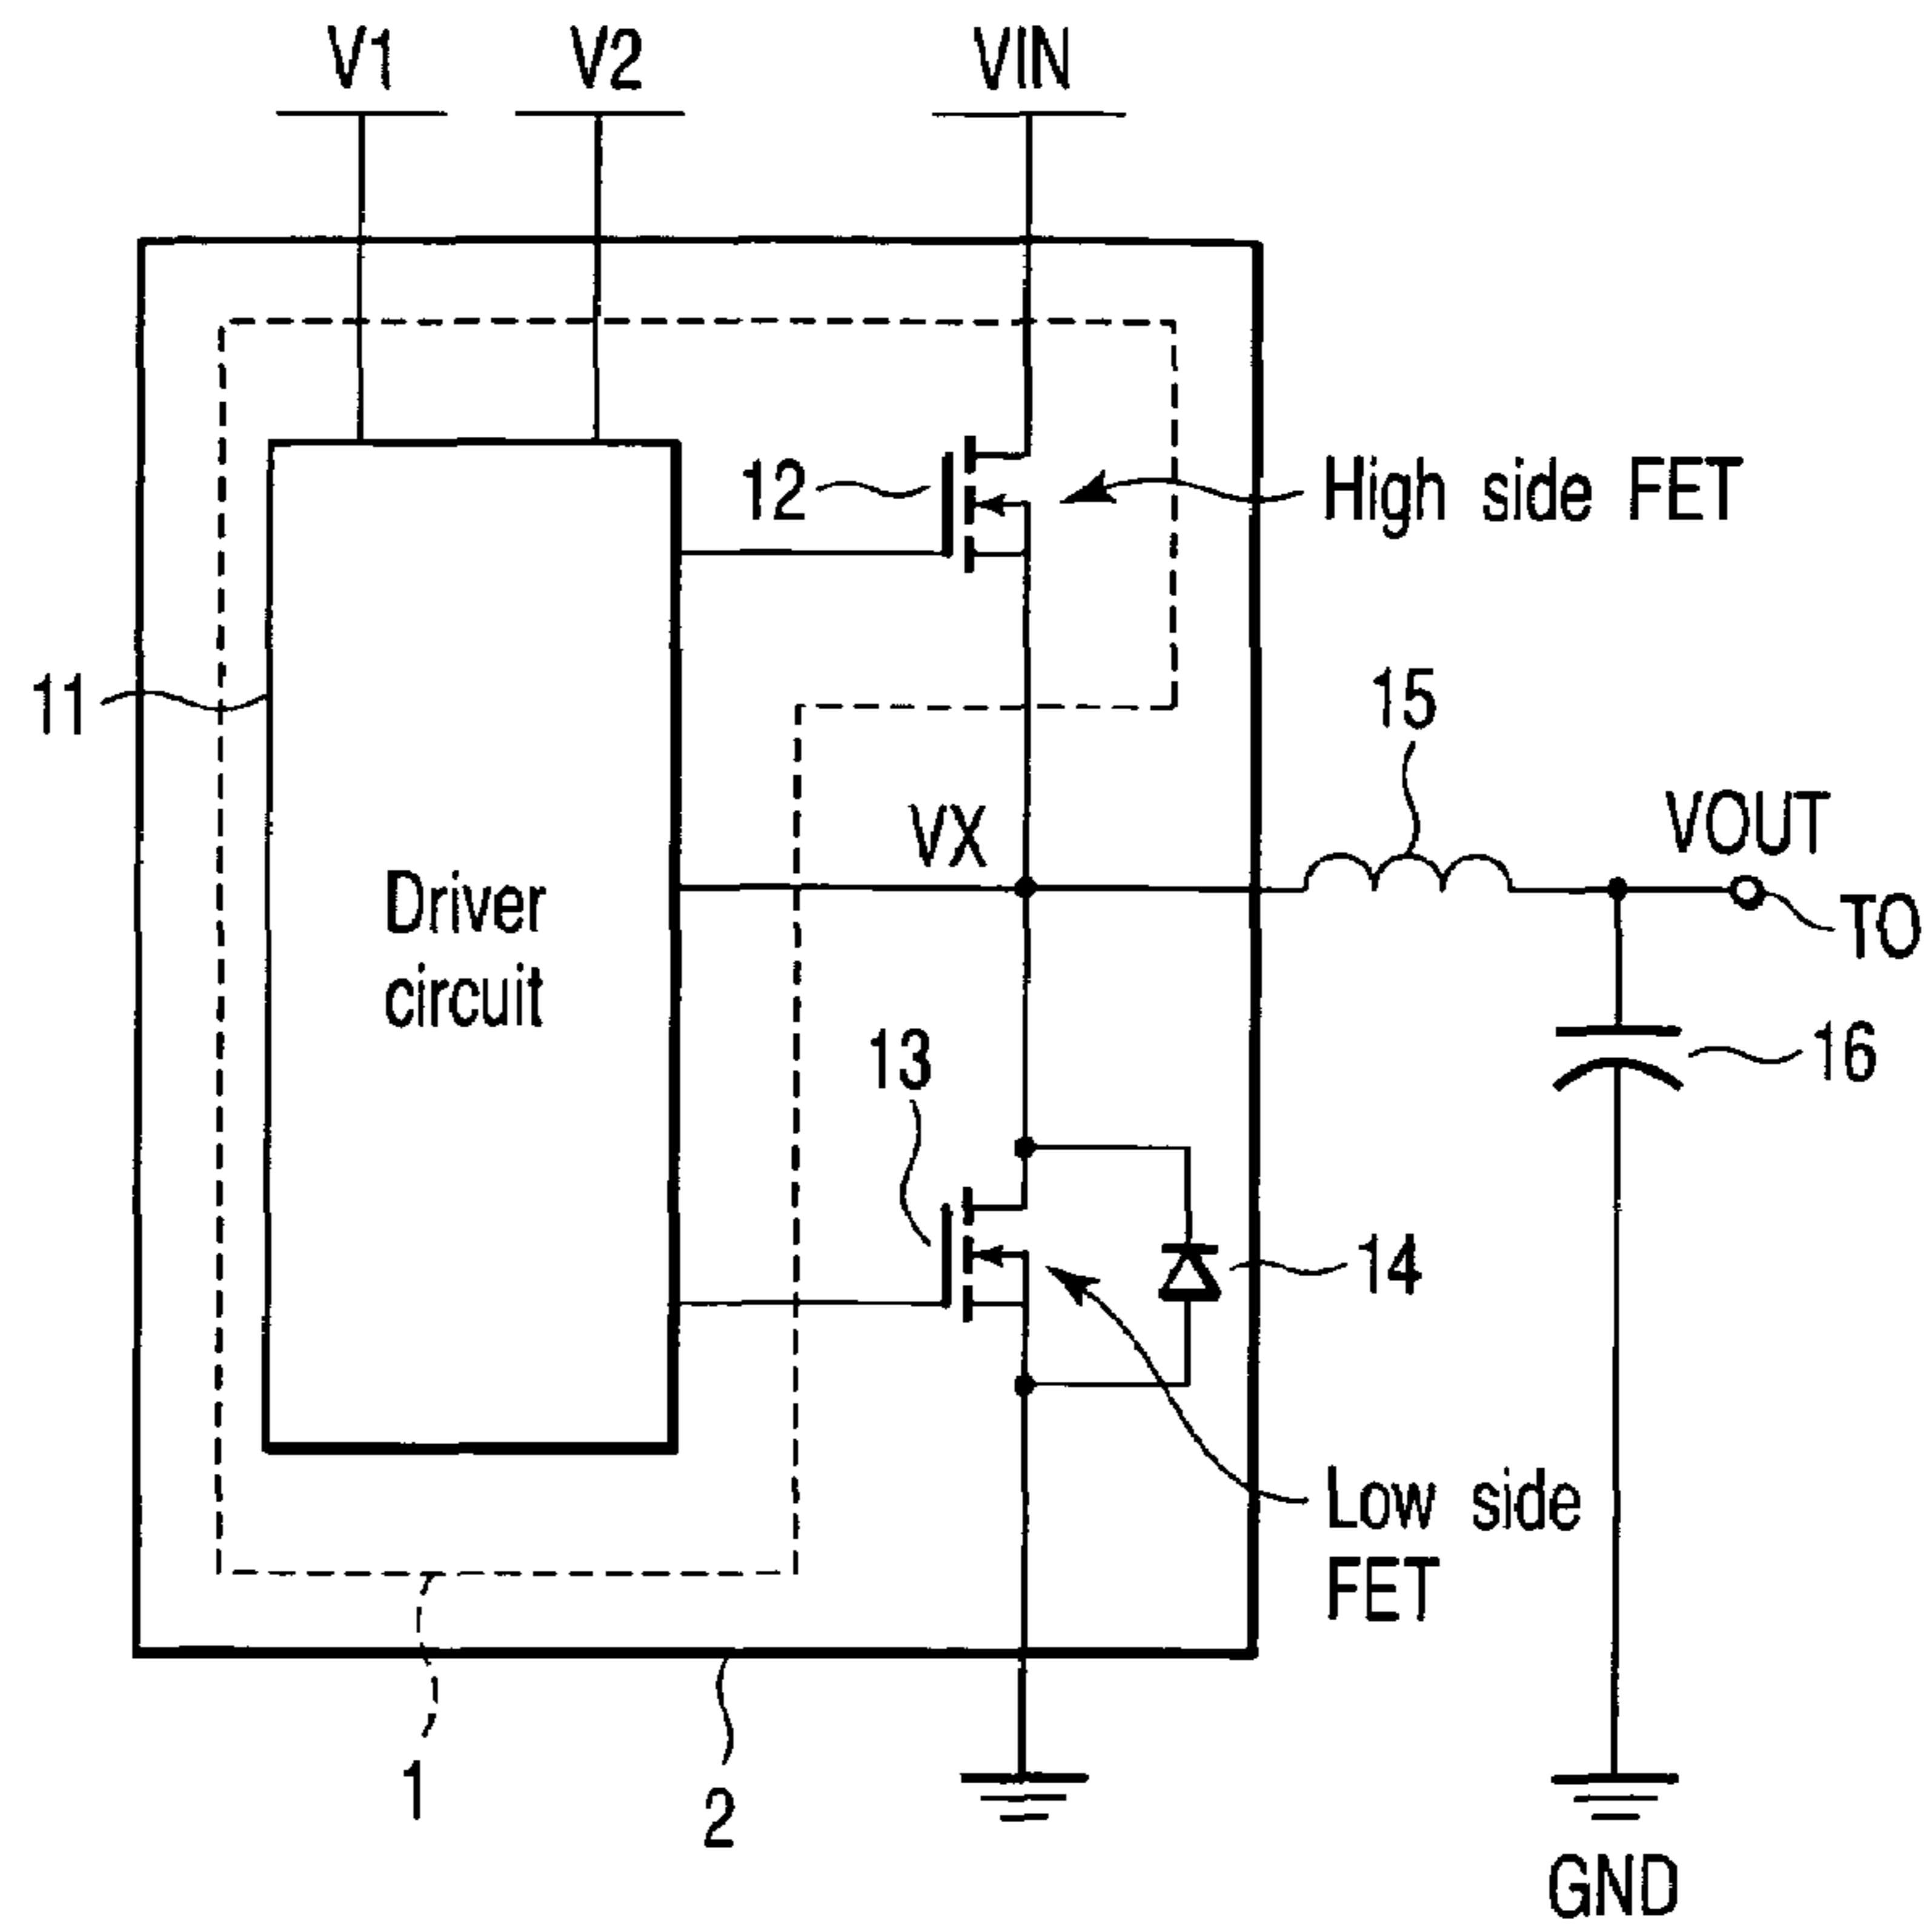 V1
V2
VIN
12
High side FET
11
15
VX
VOUT
Driver
circuit
TO
13
16
14
Low side
FET
1
2
GND